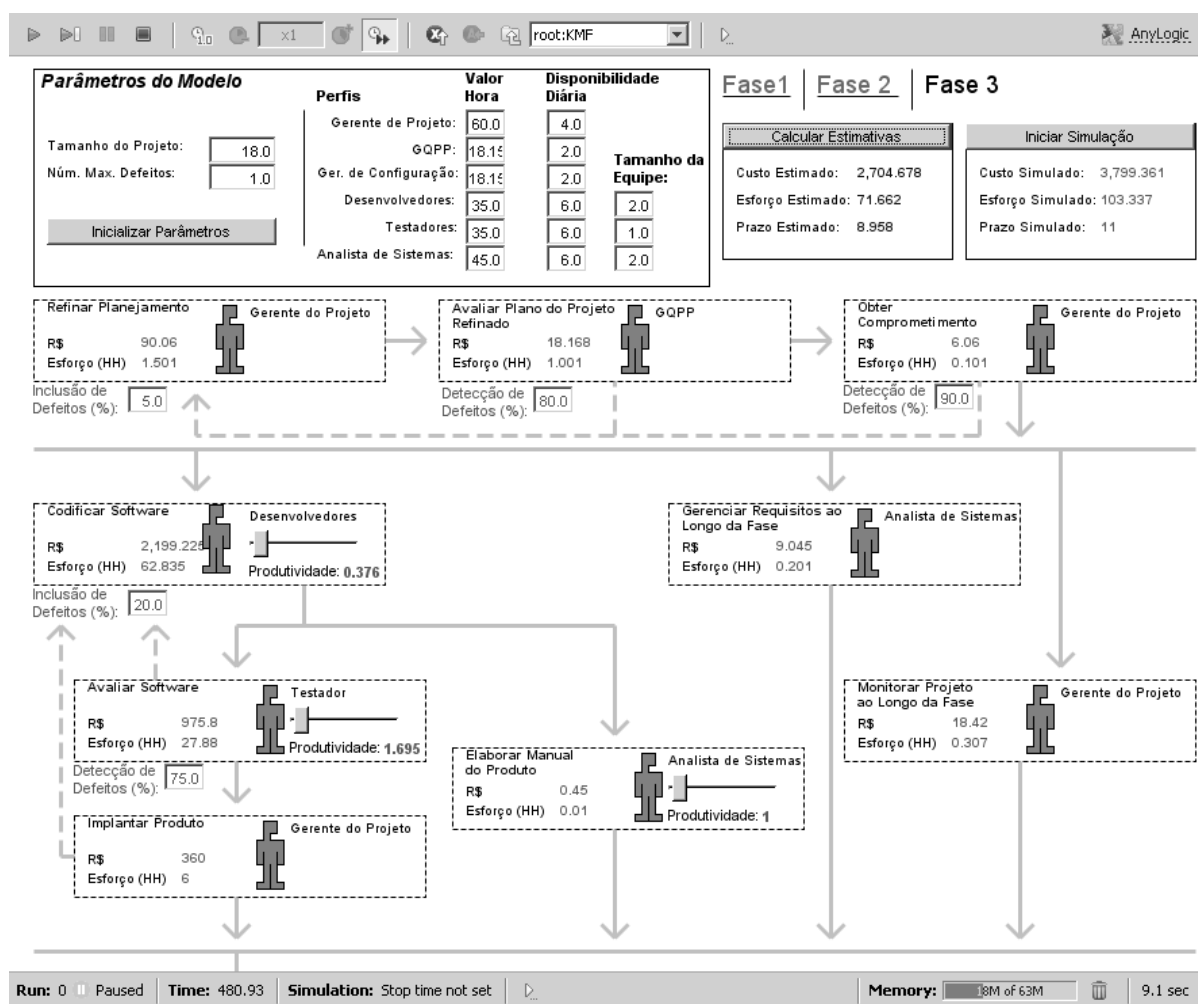 1.0
x1
root:KMF
AnyLogic
Parâmetros do Modelo
Perfis
Valor Hora
Disponibilidade Diária
Tamanho do Projeto: 18.0
Núm. Max. Defeitos: 1.0
Inicializar Parâmetros
Gerente de Projeto: 60.0 4.0
GQPP: 18.15 2.0
Ger. de Configuração: 18.15 2.0
Tamanho da Equipe:
Desenvolvedores: 35.0 6.0 2.0
Testadores: 35.0 6.0 1.0
Analista de Sistemas: 45.0 6.0 2.0
Fase1 Fase 2 Fase 3
Calcular Estimativas
Custo Estimado: 2,704.678
Esforço Estimado: 71.662
Prazo Estimado: 8.958
Iniciar Simulação
Custo Simulado: 3,799.361
Esforço Simulado: 103.337
Prazo Simulado: 11
Refinar Planejamento
Gerente do Projeto
R$ 90.06
Esforço (HH) 1.501
Inclusão de
Defeitos (%): 5.0
Avaliar Plano do Projeto
Refinado
GQPP
R$ 18.168
Esforço (HH) 1.001
Detecção de
Defeitos (%): 80.0
Obter
Comprometimento
Gerente do Projeto
R$ 6.06
Esforço (HH) 0.101
Detecção de
Defeitos (%): 90.0
Codificar Software
Desenvolvedores
R$ 2,199.225
Esforço (HH) 62.835
Produtividade: 0.376
Inclusão de
Defeitos (%): 20.0
Gerenciar Requisitos ao
Longo da Fase
Analista de Sistemas
R$ 9.045
Esforço (HH) 0.201
Avaliar Software
Testador
R$ 975.8
Esforço (HH) 27.88
Produtividade: 1.695
Detecção de
Defeitos (%): 75.0
Elaborar Manual
do Produto
Analista de Sistemas
R$ 0.45
Esforço (HH) 0.01
Produtividade: 1
Monitorar Projeto
ao Longo da Fase
Gerente do Projeto
R$ 18.42
Esforço (HH) 0.307
Implantar Produto
Gerente do Projeto
R$ 360
Esforço (HH) 6
Run: 0 Paused Time: 480.93 Simulation: Stop time not set Memory: 18M of 63M 9.1 sec